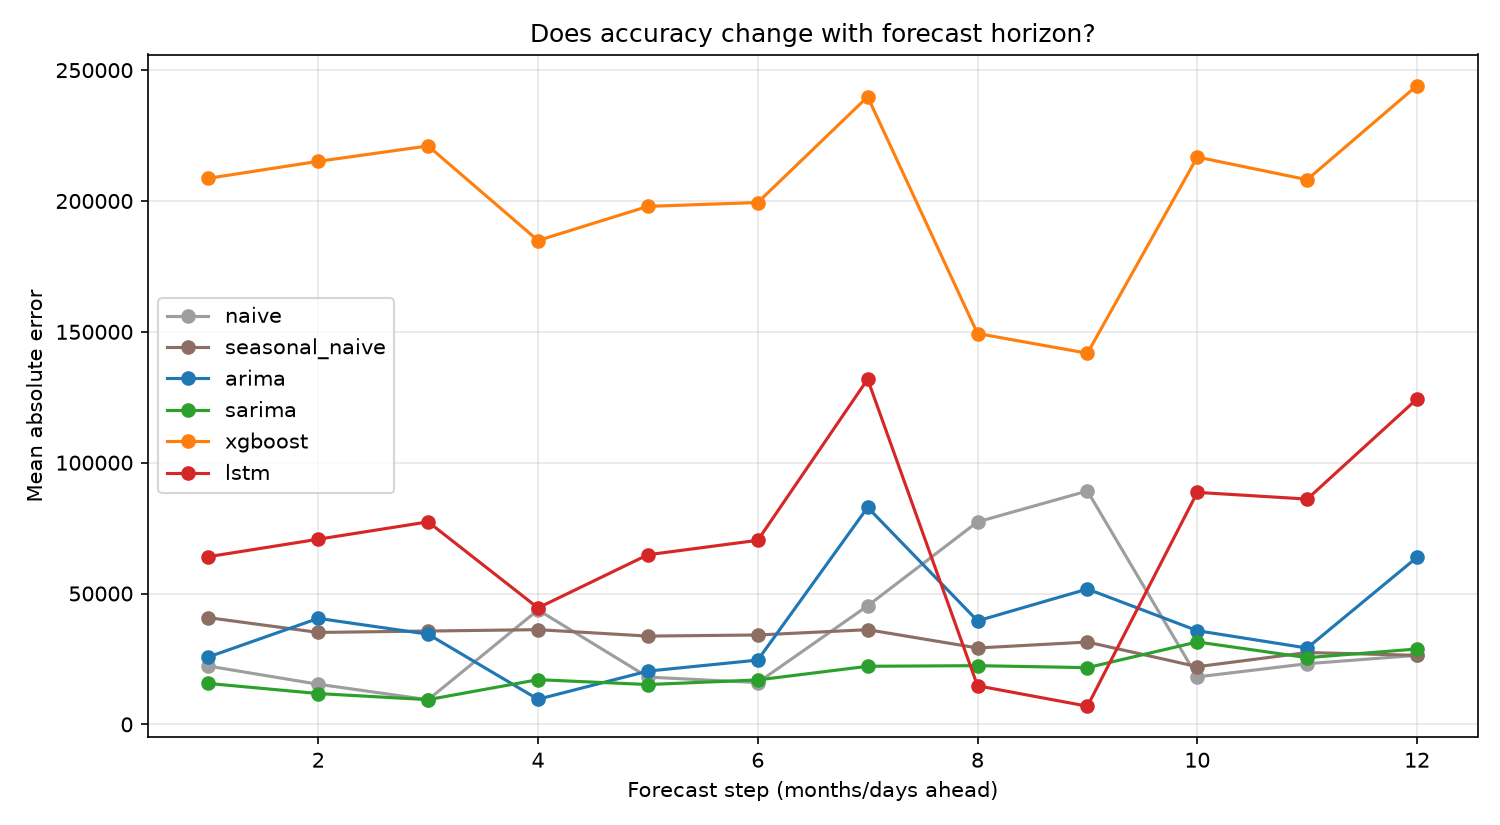 Does accuracy change with forecast horizon?
Mean absolute error
250000
200000
150000
100000
50000
0
naive
seasonal_naive
arima
sarima
xgboost
lstm
2 4 6 8 10 12
Forecast step (months/days ahead)